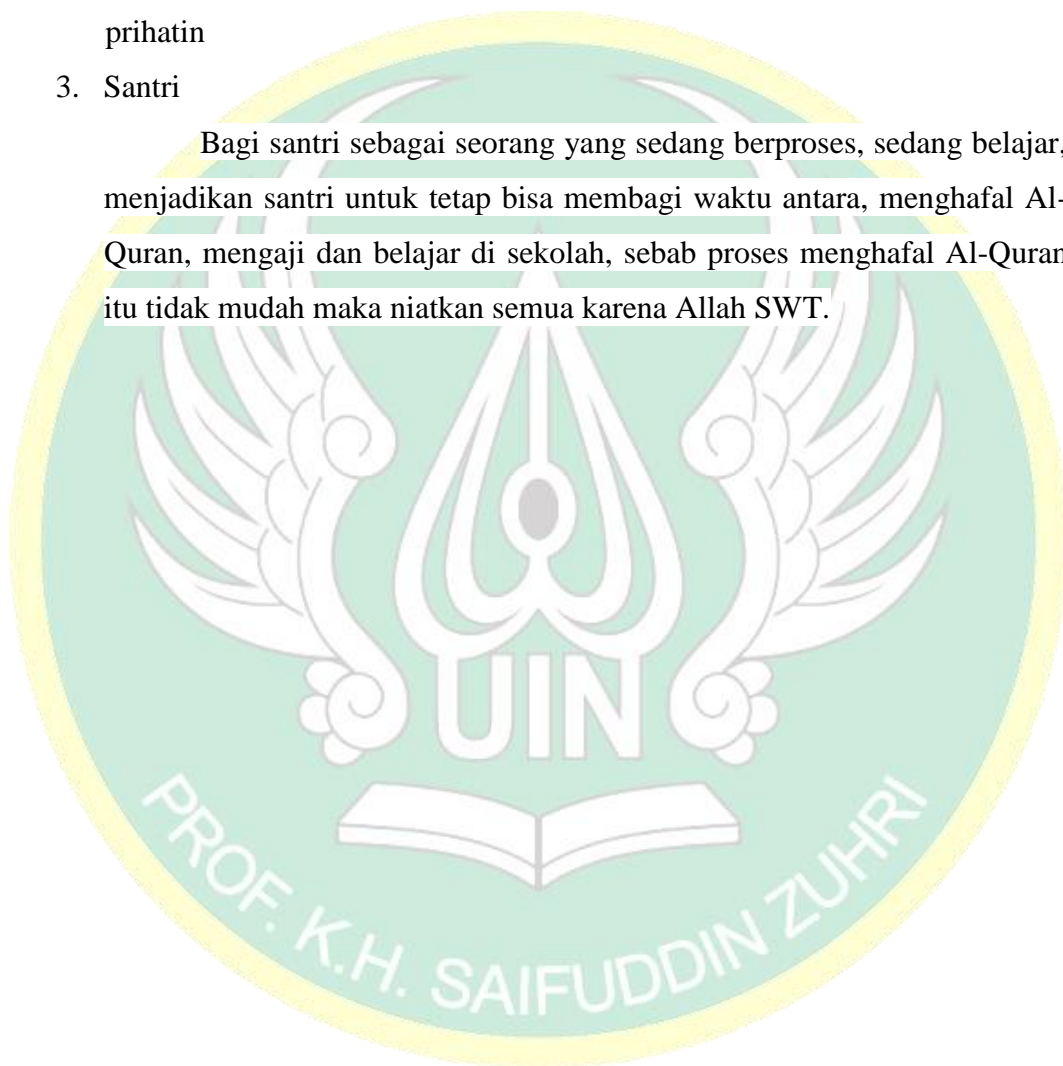 prihatin
3. Santri
Bagi santri sebagai seorang yang sedang berproses, sedang belajar,
menjadikan santri untuk tetap bisa membagi waktu antara, menghafal Al-
Quran, mengaji dan belajar di sekolah, sebab proses menghafal Al-Quran
itu tidak mudah maka niatkan semua karena Allah SWT.
UIN
PROF. K.H. SAIFUDDIN ZUHRI